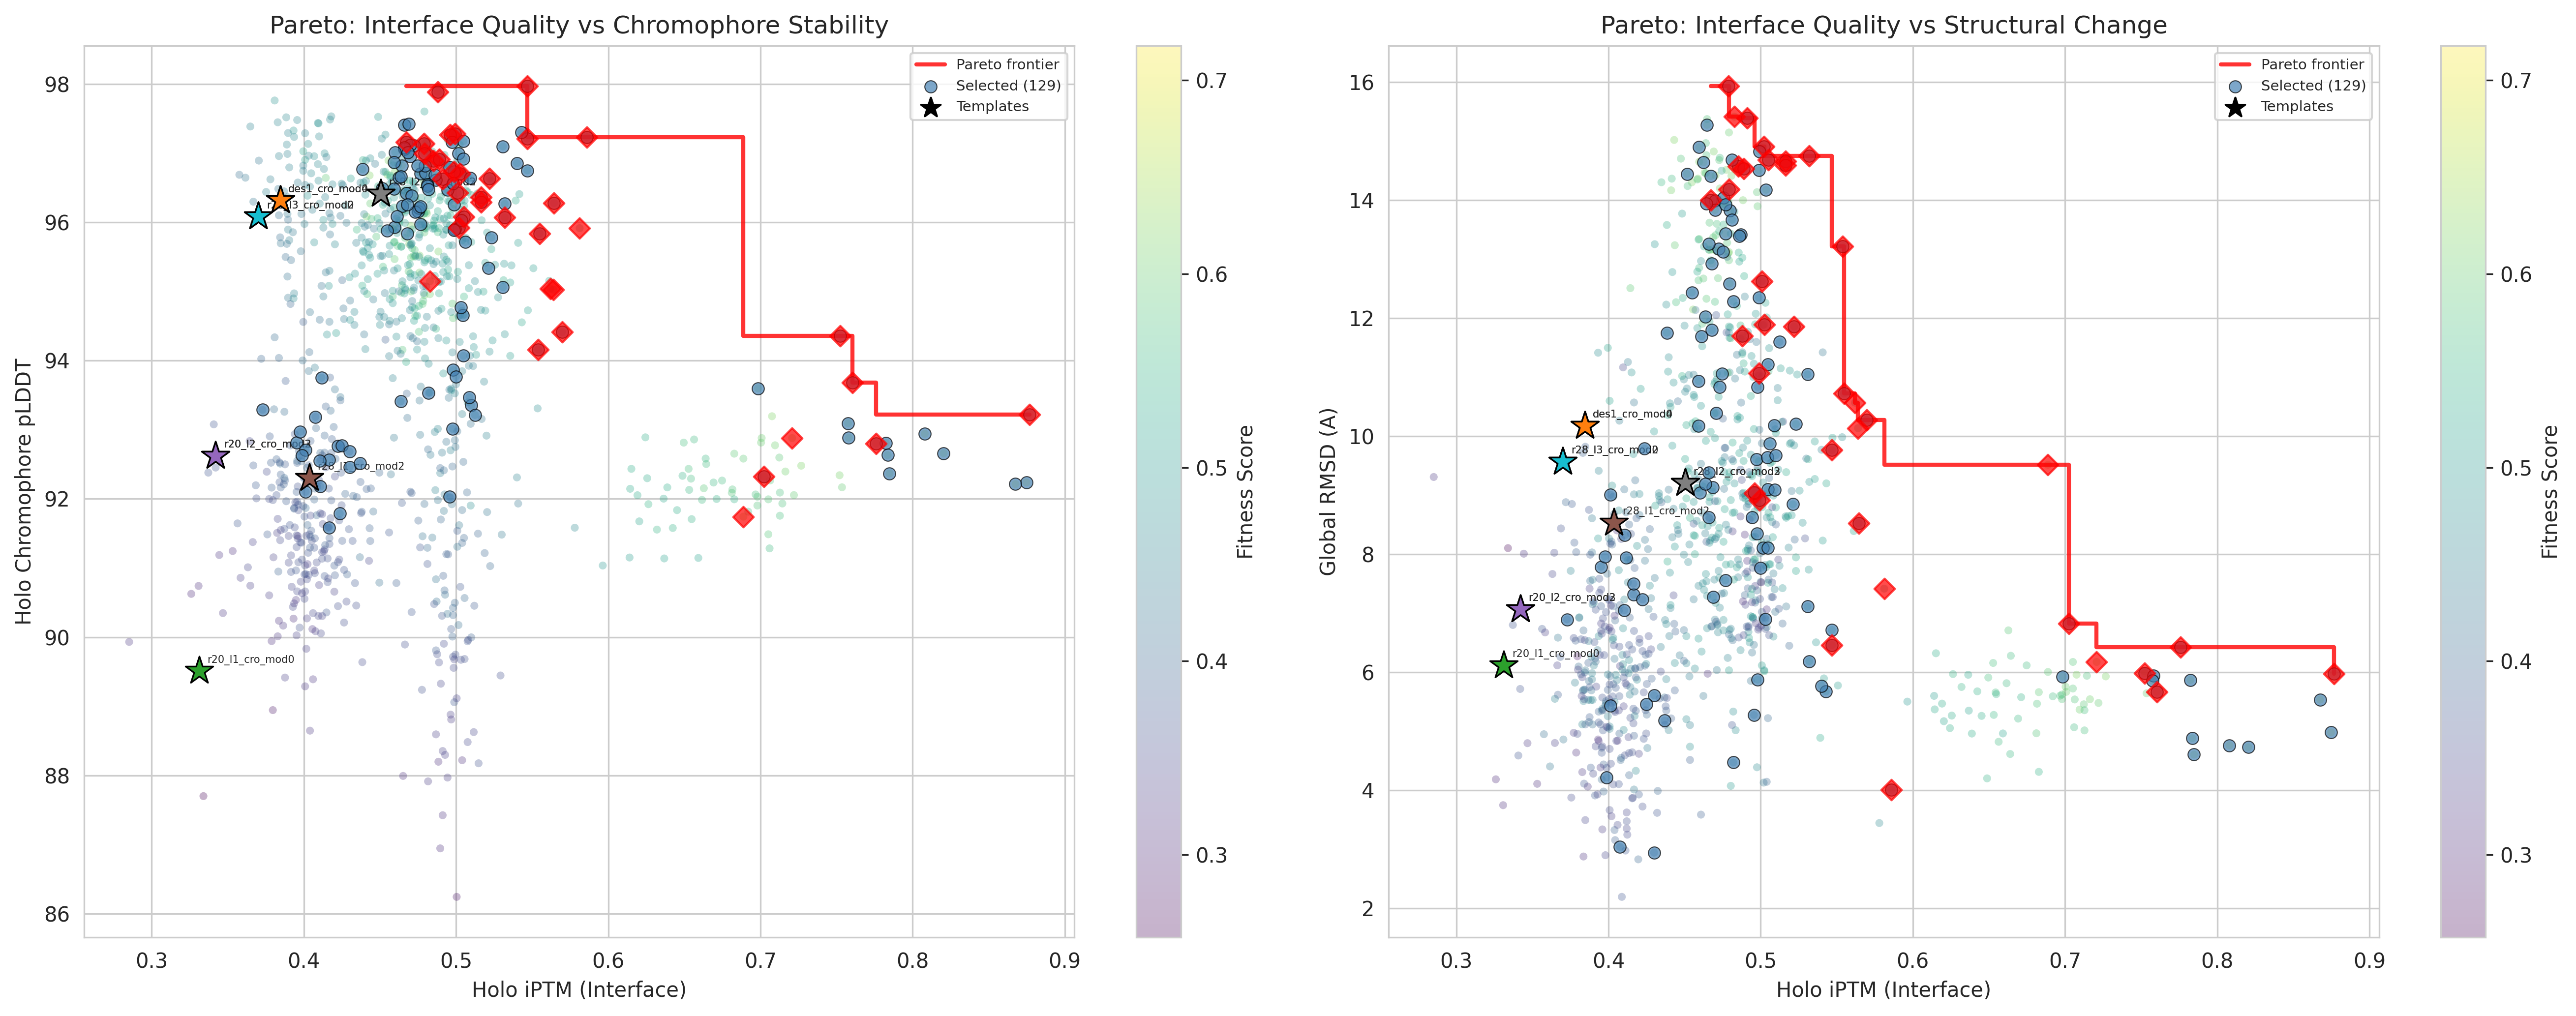 Pareto: Interface Quality vs Chromophore Stability
Holo Chromophore pLDDT
98
96
94
92
90
88
86
Pareto frontier
Selected (129)
Templates
des1_cro_mod0
r20_l2_cro_mod2
r28_l1_cro_mod2
r20_l1_cro_mod0
0.3
0.4
0.5
0.6
0.7
0.8
0.9
Holo iPTM (Interface)
0.7
0.6
0.5
0.4
0.3
Fitness Score
Pareto: Interface Quality vs Structural Change
Global RMSD (A)
16
14
12
10
8
6
4
2
Pareto frontier
Selected (129)
Templates
des1_cro_mod0
r28_l3_cro_mod0
r28_l2_cro_mod2
r28_l1_cro_mod2
r20_l2_cro_mod2
r20_l1_cro_mod0
0.3
0.4
0.5
0.6
0.7
0.8
0.9
Holo iPTM (Interface)
0.7
0.6
0.5
0.4
0.3
Fitness Score